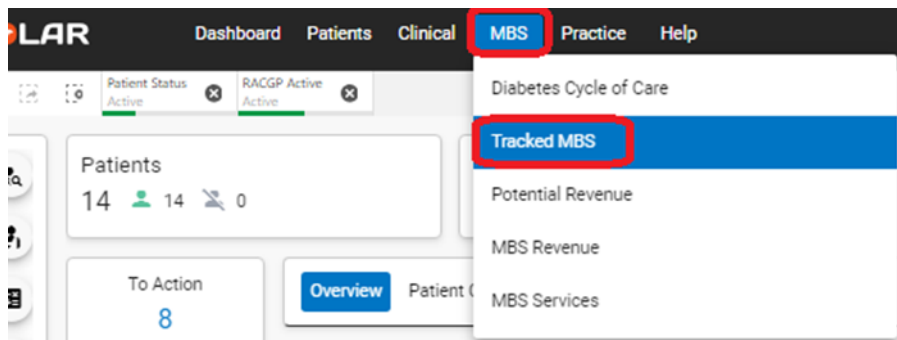 LAR Dashboard Patients Clinical MBS Practice Help
Patient Status RACGP Active
Active Active
Diabetes Cycle of Care
Tracked MBS
Potential Revenue
MBS Revenue
MBS Services
Patients
14 14 0
To Action
8
Overview Patient